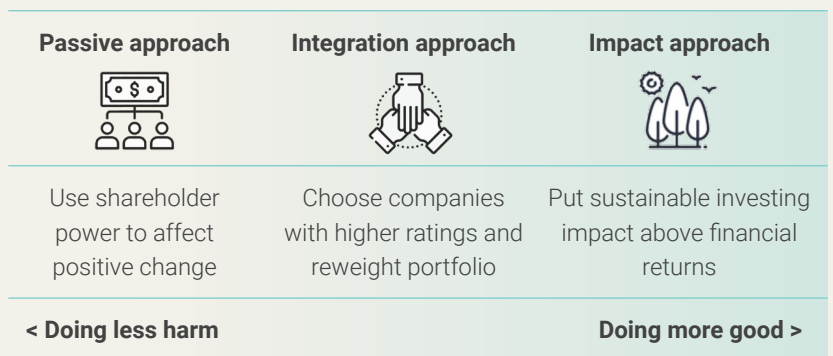 Passive approach
Integration approach
Impact approach
$
Use shareholder
power to affect
positive change
Choose companies
with higher ratings and
reweight portfolio
Put sustainable investing
impact above financial
returns
< Doing less harm
Doing more good >